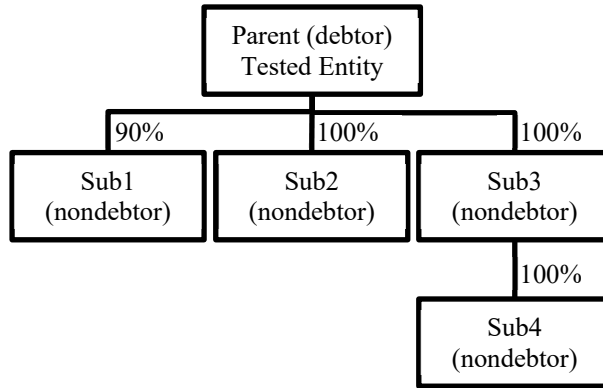 Parent (debtor)
Tested Entity
90%
100%
100%
Sub1
(nondebtor)
Sub2
(nondebtor)
Sub3
(nondebtor)
100%
Sub4
(nondebtor)